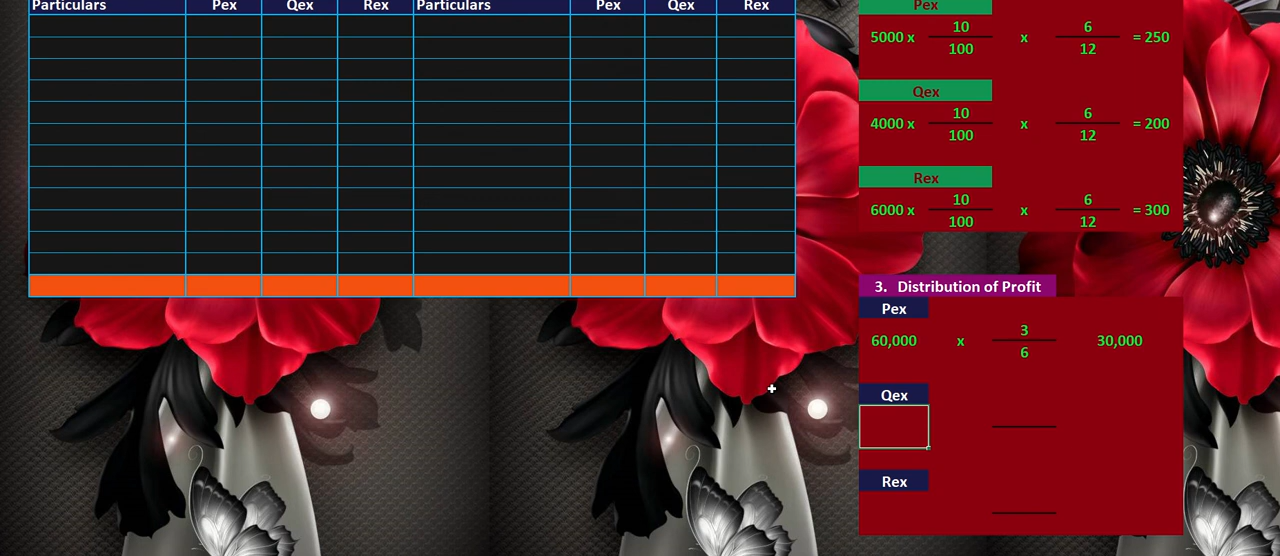 Particulars Pex Qex Rex Particulars Pex Qex Rex
Pex
5000 x 10/100 x 6/12 = 250
Qex
4000 x 10/100 x 6/12 = 200
Rex
6000 x 10/100 x 6/12 = 300
3. Distribution of Profit
Pex
60,000 x 3/6 30,000
Qex
Rex